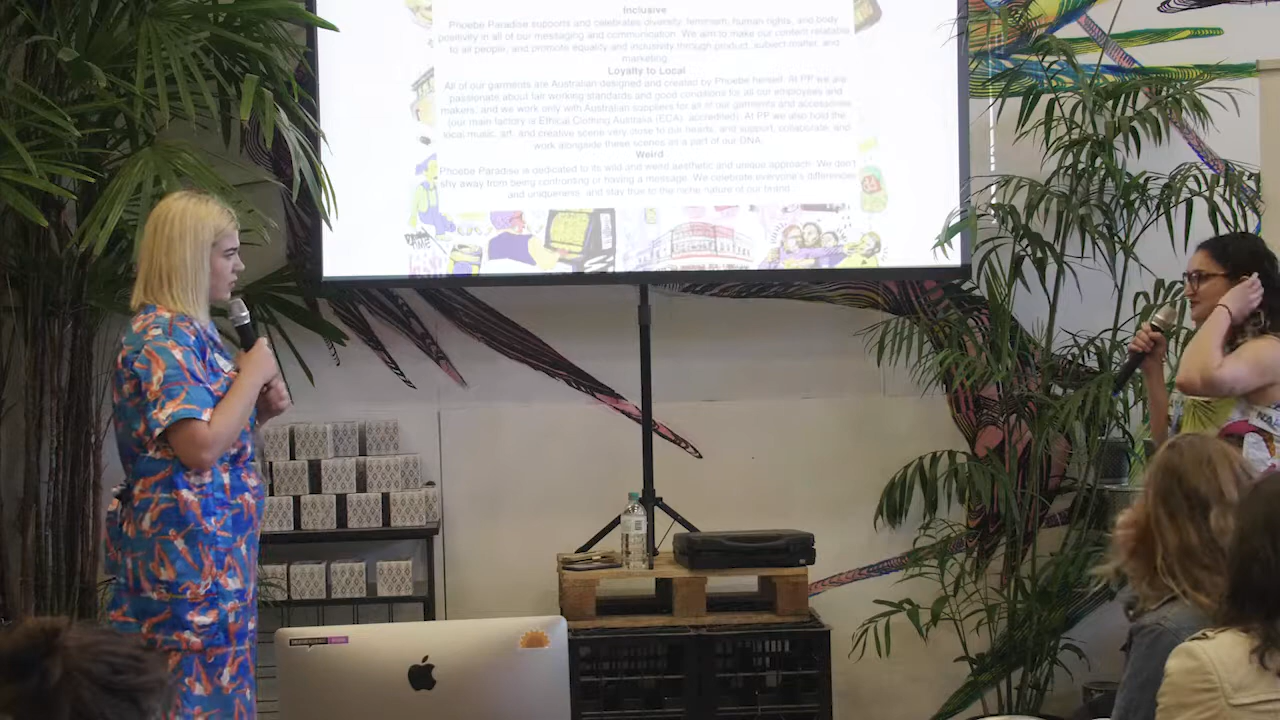 Inclusive
Phoebe Paradise supports and celebrates diversity, feminism, human rights, and body
positivity in all of our messaging and communication. We aim to make our content relatable
to all people, and promote equality and inclusivity through product, subject matter, and
marketing.
Loyalty to Local
All of our garments are Australian designed and created by Phoebe herself. At PP we are
passionate about fair working standards and good conditions for all our employees and
makers, and we work only with Australian suppliers for all of our garments and accessories
(our main factory is Ethical Clothing Australia (ECA) accredited). At PP we also hold the
local music, art, and creative scene very close to our hearts, and support, collaborate, and
work alongside these scenes as a part of our DNA.
Weird
Phoebe Paradise is dedicated to its wild and weird aesthetic and unique approach. We don't
shy away from being confronting or having a message. We celebrate everyone's differences
and uniqueness, and stay true to the niche nature of our brand.